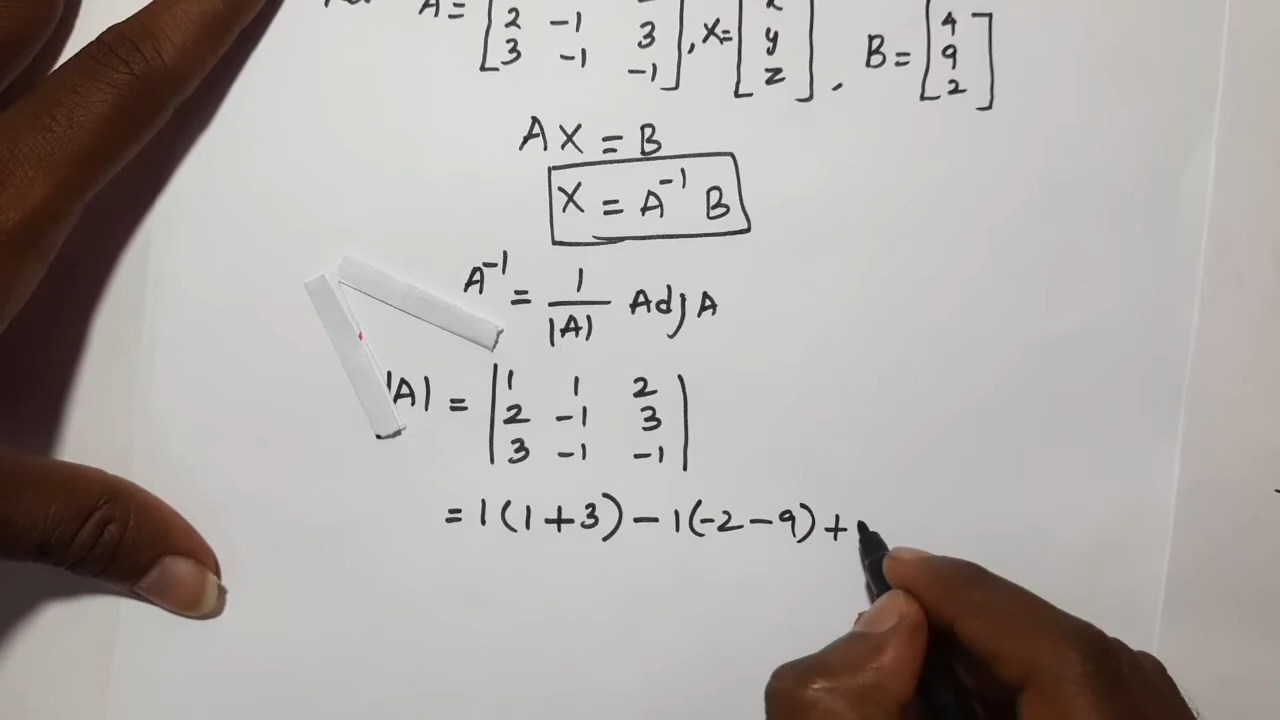 A = [ 2 -1 3 , X = [ y , B = [ 4
3 -1 -1 ] z ] 9
2 ]
AX = B
X = A⁻¹ B
A⁻¹ = 1/|A| Adj A
|A| = | 1 1 2 |
2 -1 3
3 -1 -1
= 1(1+3) - 1(-2-9) +